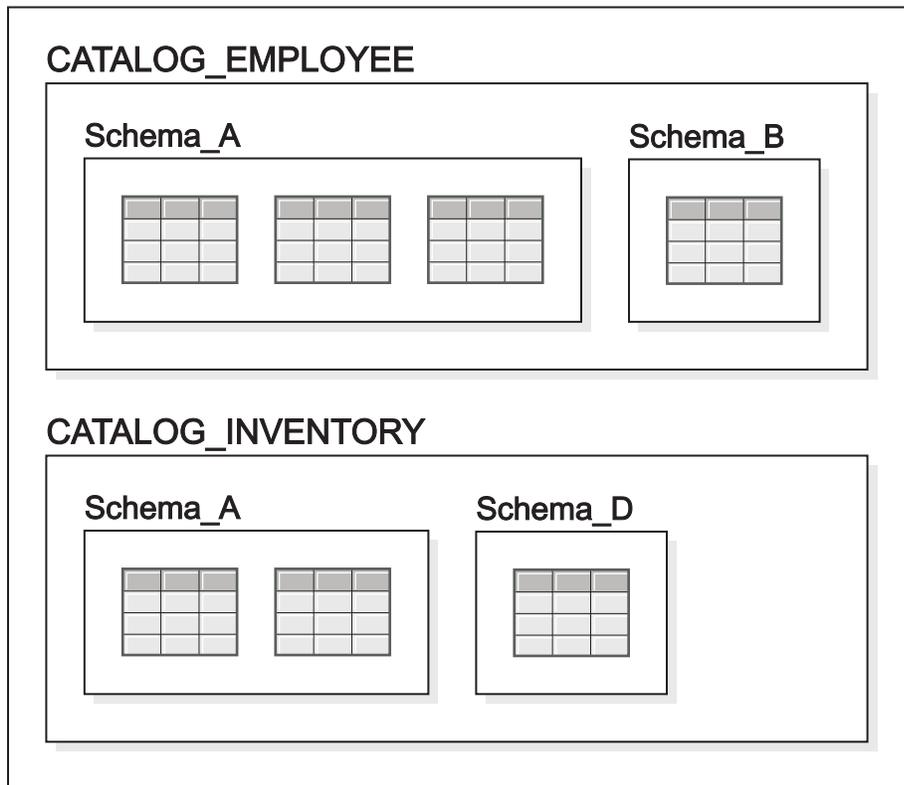 CATALOG_EMPLOYEE
Schema_A
Schema_B
CATALOG_INVENTORY
Schema_A
Schema_D